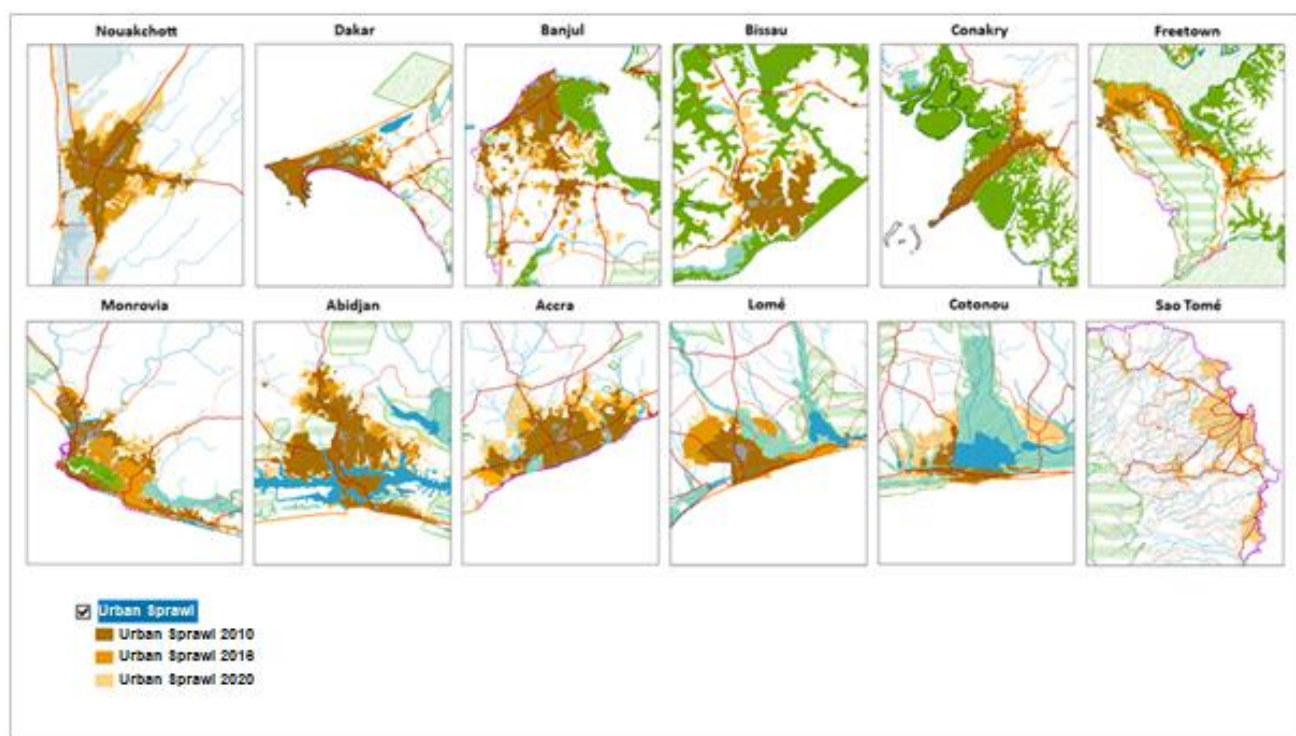 Nouakchott Dakar Banjul Bissau Conakry Freetown
Monrovia Abidjan Accra Lomé Cotonou Sao Tomé
Urban Sprawl
Urban Sprawl 2010
Urban Sprawl 2016
Urban Sprawl 2020